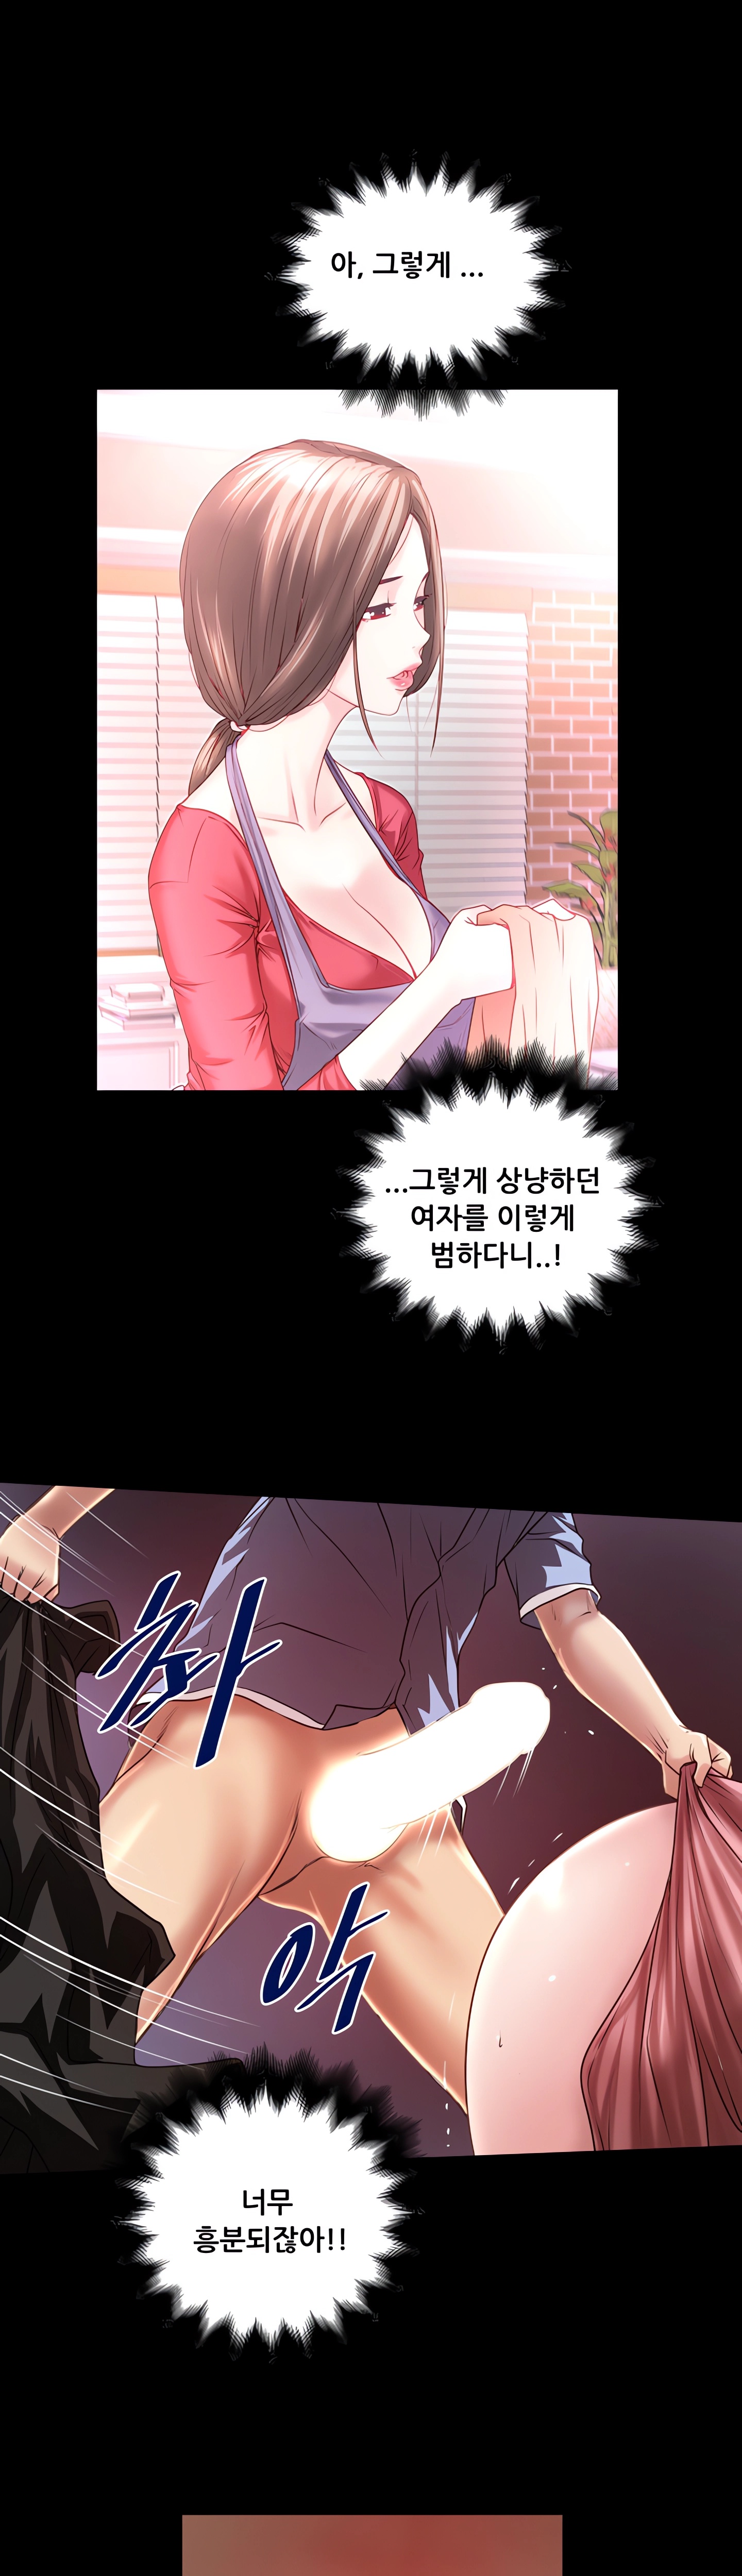 아, 그렇게 ...
...그렇게 상냥하던
여자를 이렇게
범하다니..!
촤
악
너무
흥분되잖아!!